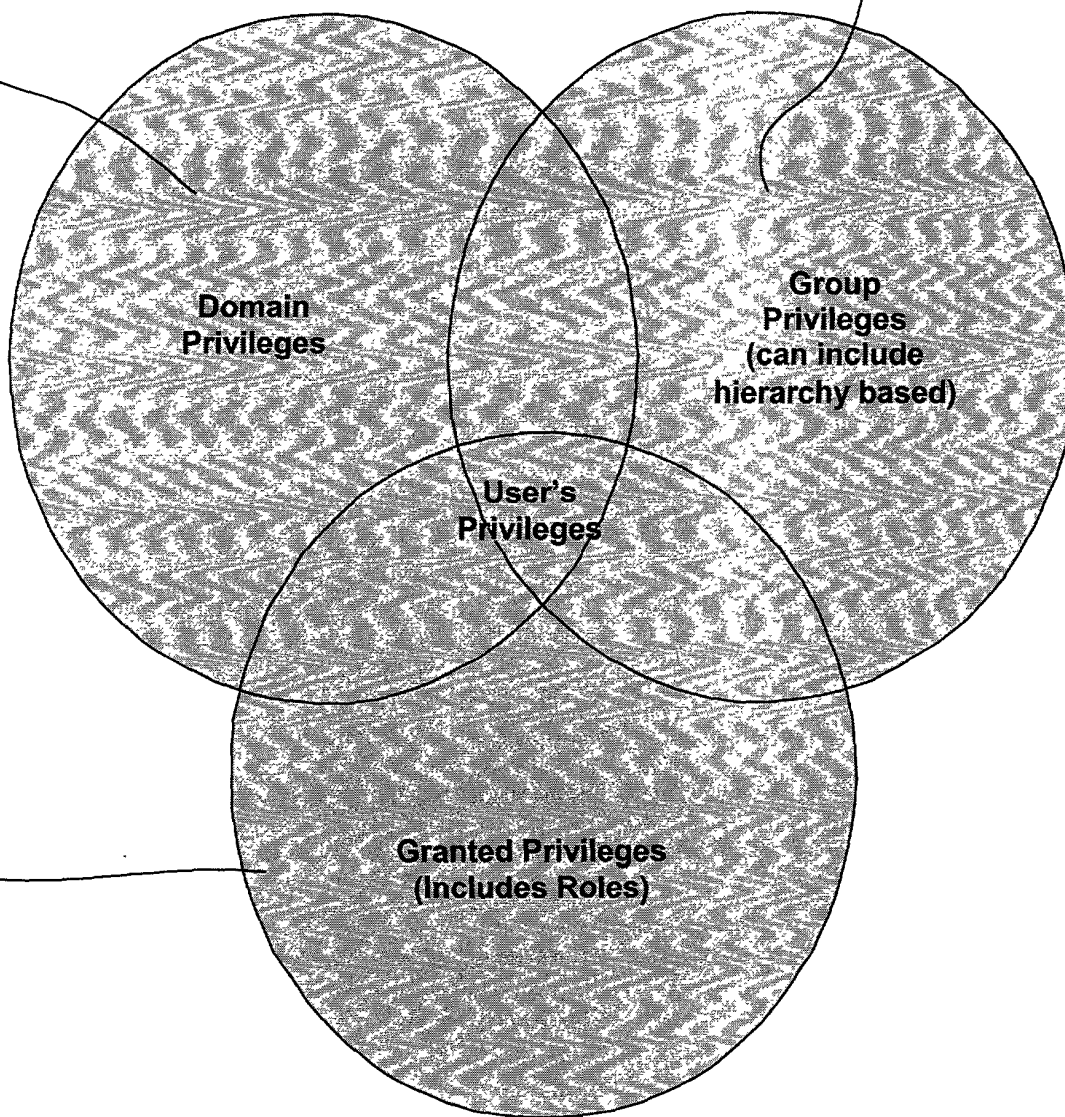 Domain
Privileges
Group
Privileges
(can include
hierarchy based)
User's
Privileges
Granted Privileges
(Includes Roles)